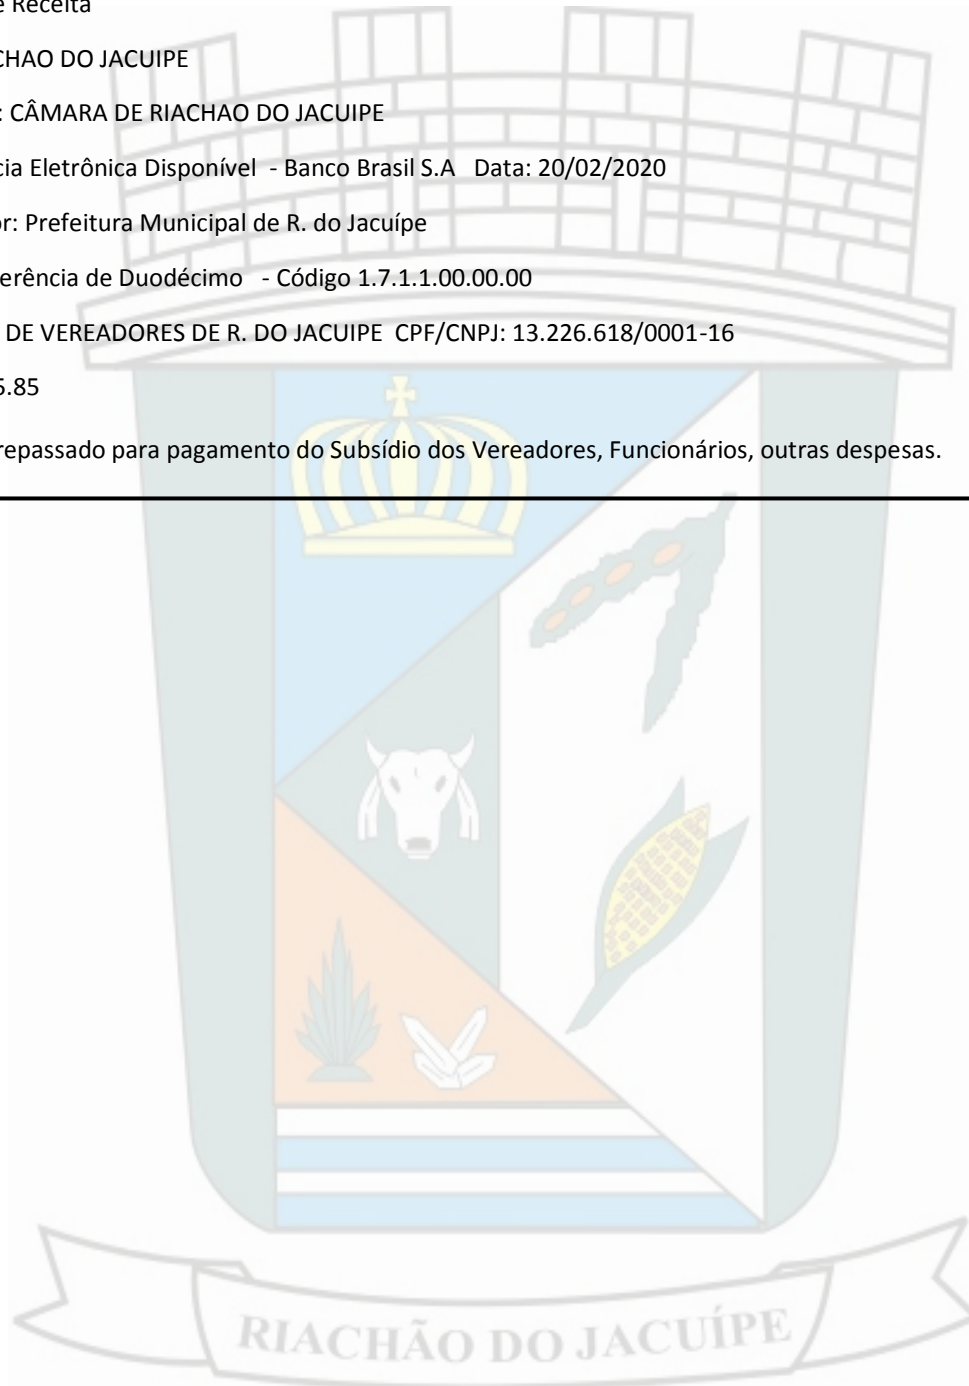 e Receita
CHAO DO JACUIPE
: CÂMARA DE RIACHAO DO JACUIPE
cia Eletrônica Disponível - Banco Brasil S.A Data: 20/02/2020
or: Prefeitura Municipal de R. do Jacuípe
erência de Duodécimo - Código 1.7.1.1.00.00.00
DE VEREADORES DE R. DO JACUIPE CPF/CNPJ: 13.226.618/0001-16
5.85
repassado para pagamento do Subsídio dos Vereadores, Funcionários, outras despesas.
RIACHÃO DO JACUÍPE